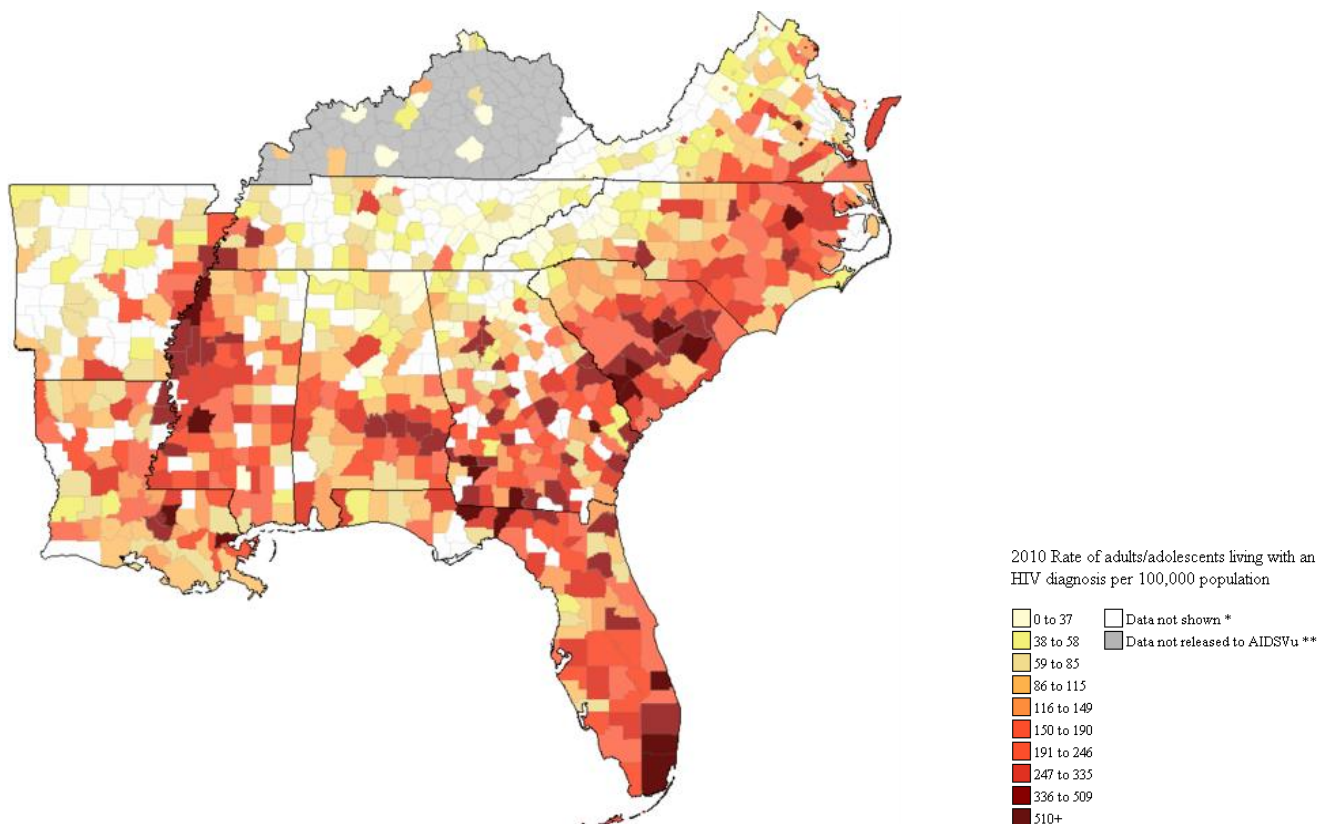 2010 Rate of adults/adolescents living with an
HIV diagnosis per 100,000 population
0 to 37
Data not shown *
38 to 58
Data not released to AIDSVu **
59 to 85
86 to 115
116 to 149
150 to 190
191 to 246
247 to 335
336 to 509
510+